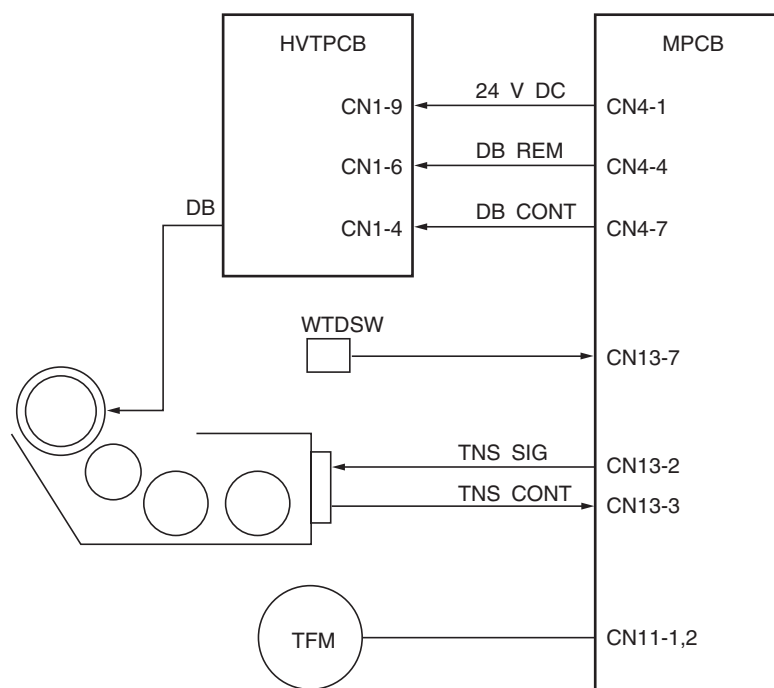 HVTPCB MPCB
CN1-9 24 V DC CN4-1
CN1-6 DB REM CN4-4
DB
CN1-4 DB CONT CN4-7
WTDSW
CN13-7
TNS SIG CN13-2
TNS CONT CN13-3
TFM CN11-1,2